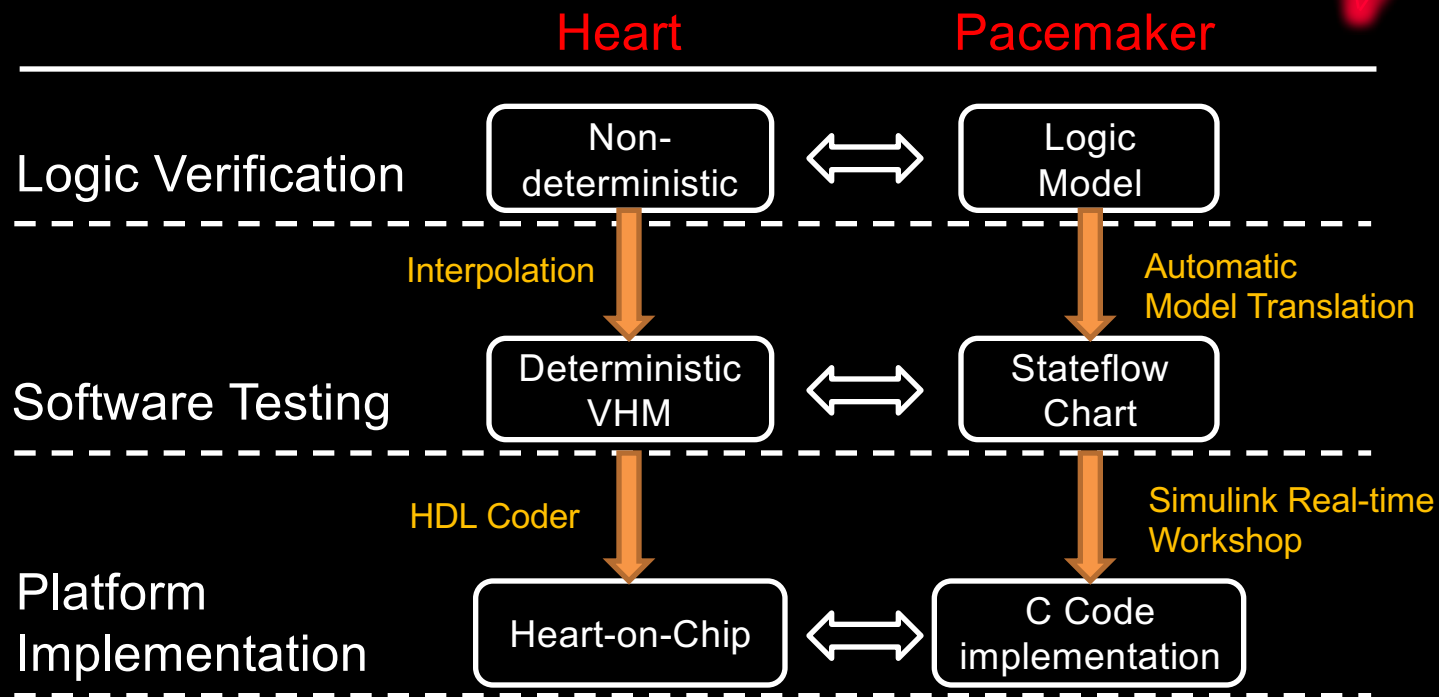 Heart
Pacemaker
Logic Verification
Non-
deterministic
Logic
Model
Interpolation
Automatic
Model Translation
Software Testing
Deterministic
VHM
Stateflow
Chart
HDL Coder
Simulink Real-time
Workshop
Platform
Implementation
Heart-on-Chip
C Code
implementation